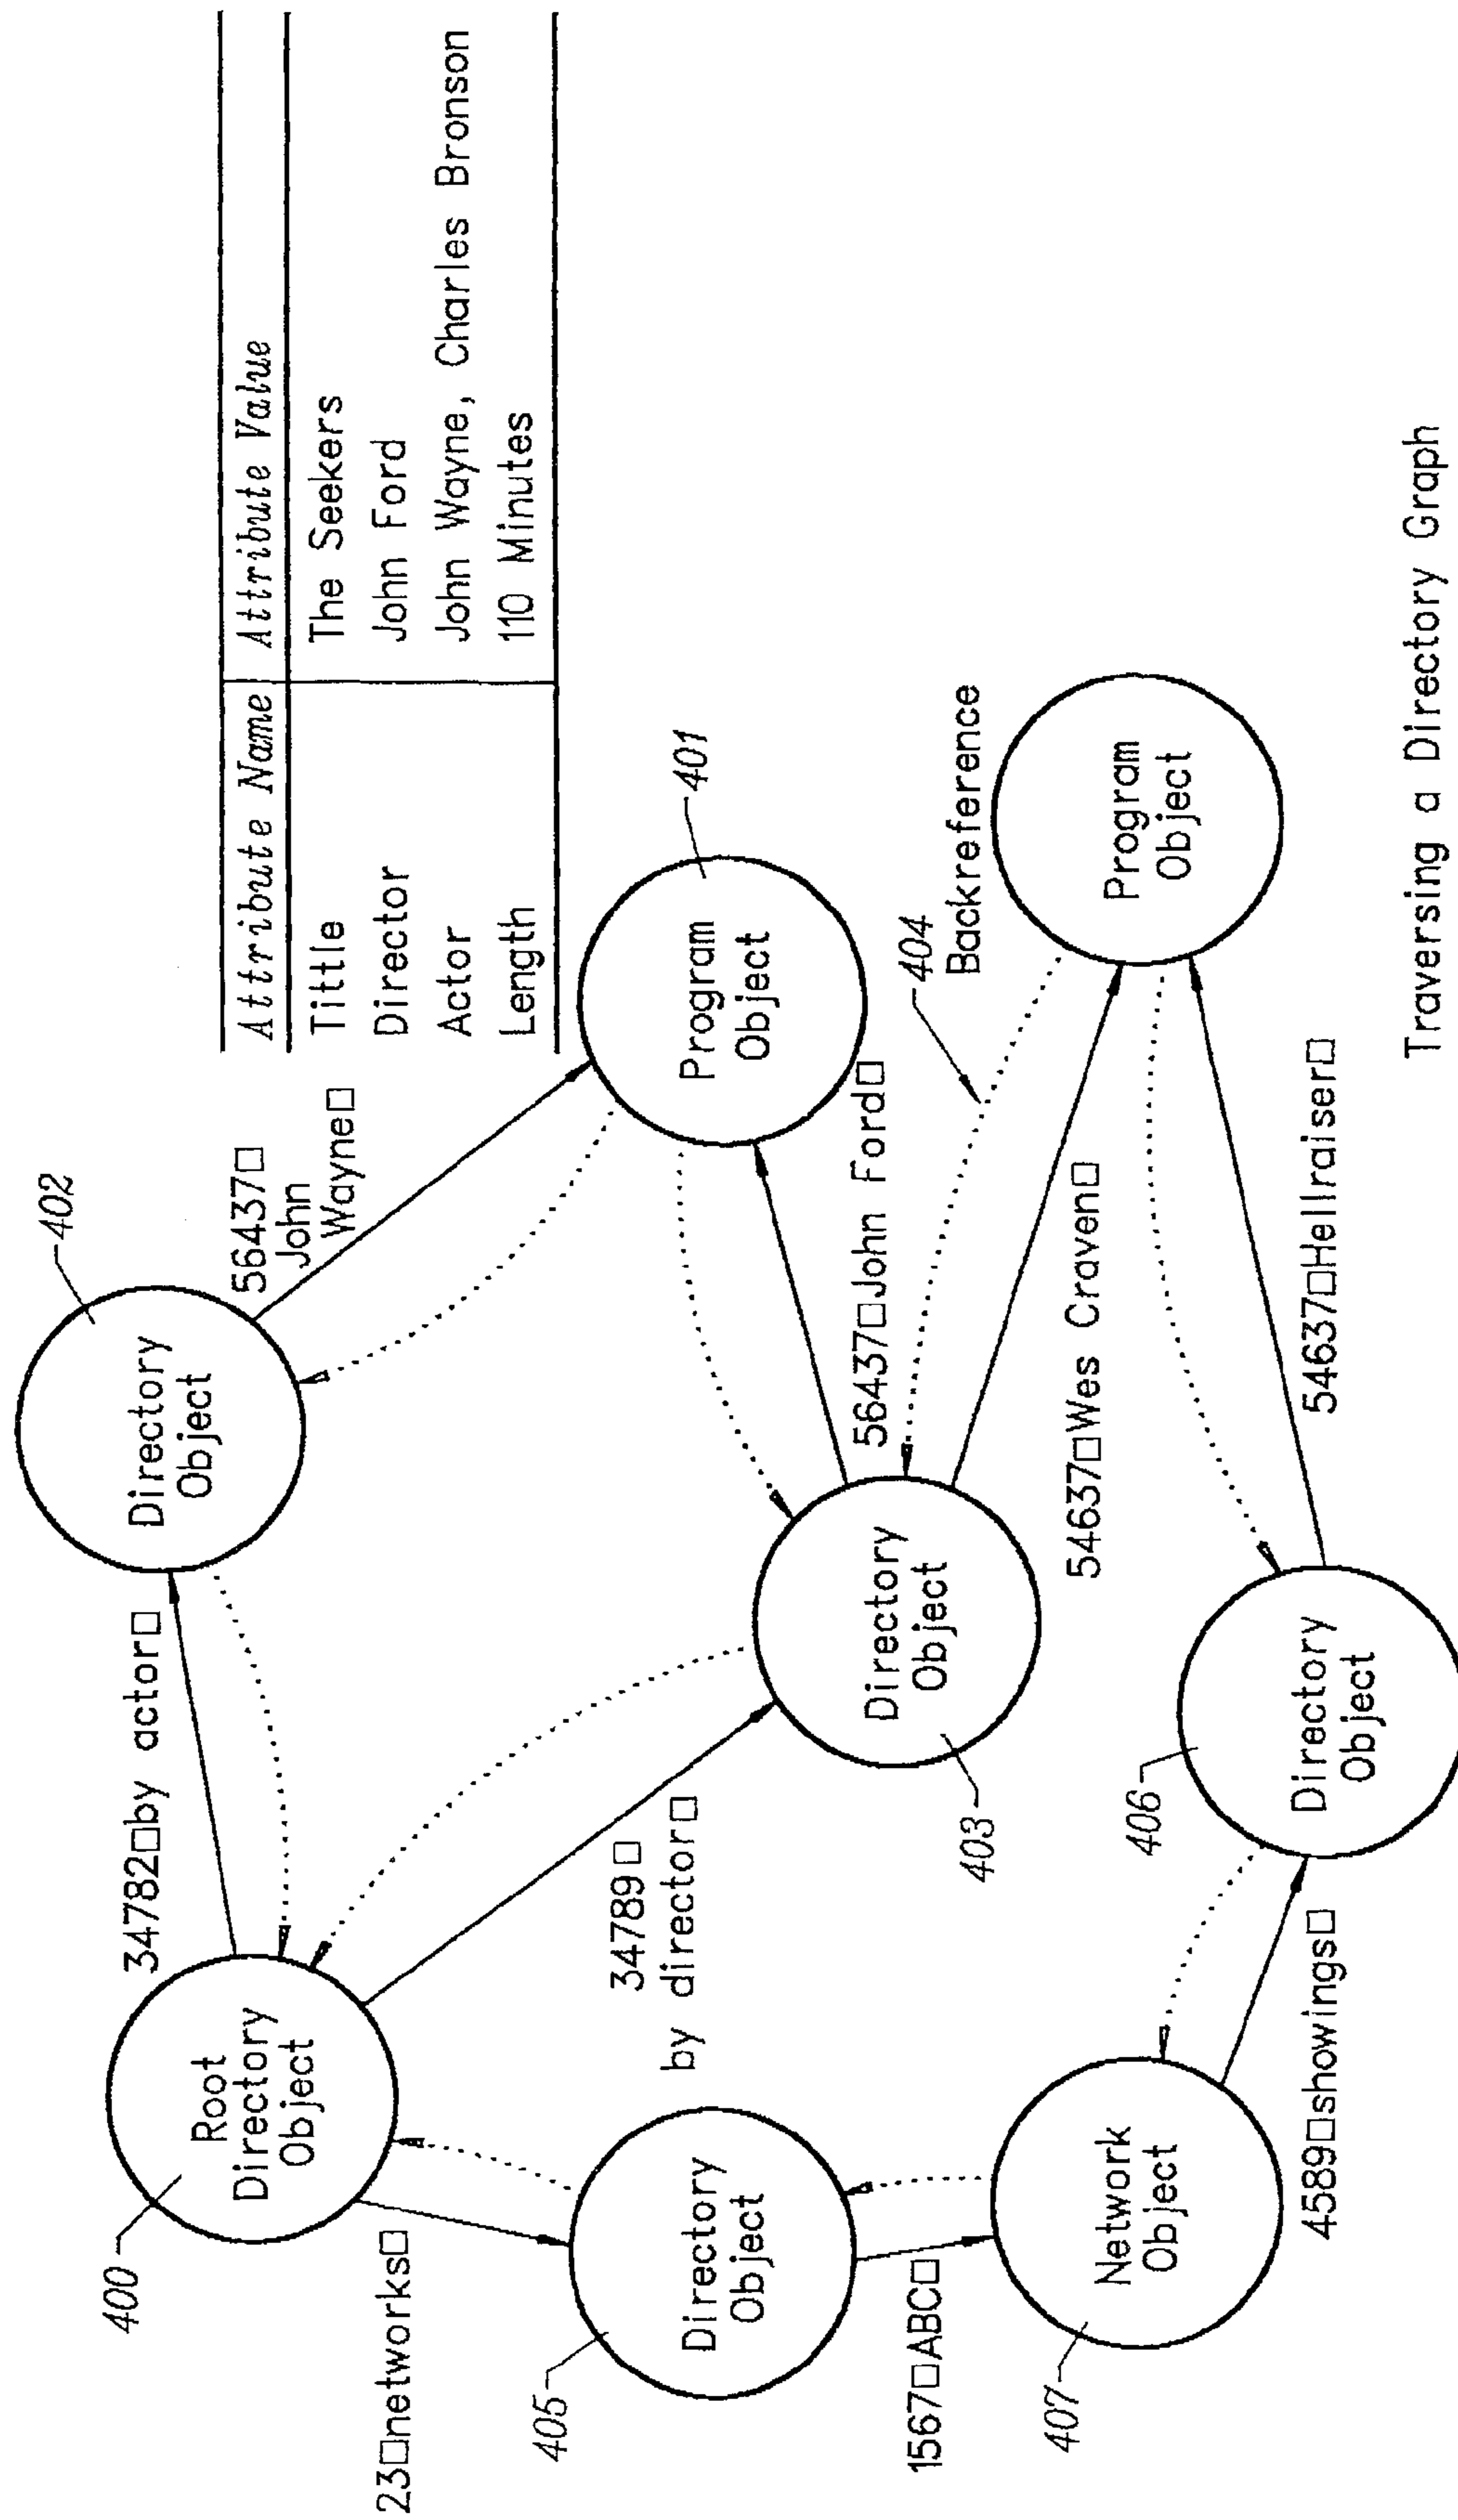 Attribute Name Attribute Value
Tittle The Seekers
Director John Ford
Actor John Wayne, Charles Bronson
Length 110 Minutes
402
Directory
Object
34782□by actor□
56437□
John
Wayne□
400
Root
Directory
Object
401
Program
Object
23□networks□
34789□
by director□
56437□John Ford□
404
Backreference
405
Directory
Object
403
Directory
Object
Program
Object
1567□ABC□
54637□Wes Craven□
407
Network
Object
406
Directory
Object
4589□showings□
54637□Hellraiser□
Traversing a Directory Graph